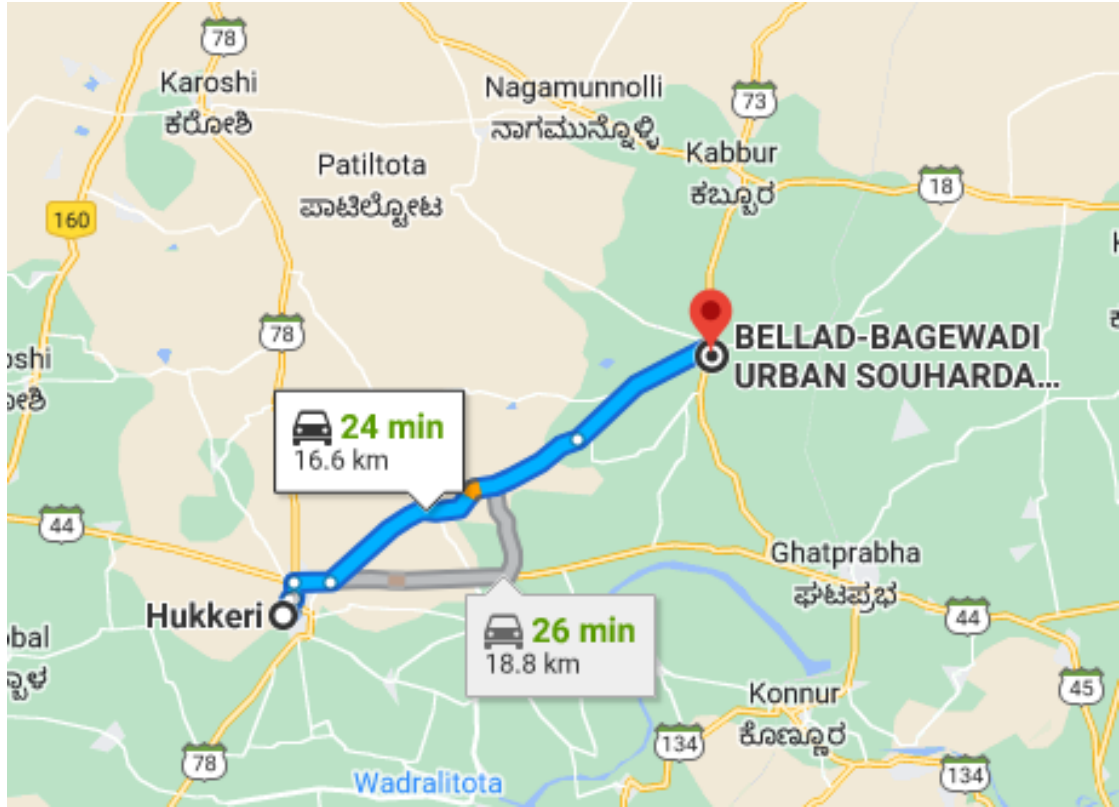 78
Karoshi
ಕರೋಶಿ
Nagamunnolli
ನಾಗಮುನ್ನೊಳ್ಳಿ
73
Kabbur
ಕಬ್ಬೂರ
Patiltota
ಪಾಟಿಲ್ಟೋಟ
18
160
78
BELLAD-BAGEWADI
URBAN SOUHARDA...
24 min
16.6 km
44
Ghatprabha
ಘಟಪ್ರಭ
Hukkeri
26 min
18.8 km
44
45
Konnur
ಕೊಣ್ಣೂರ
134
78
Wadralitota
134